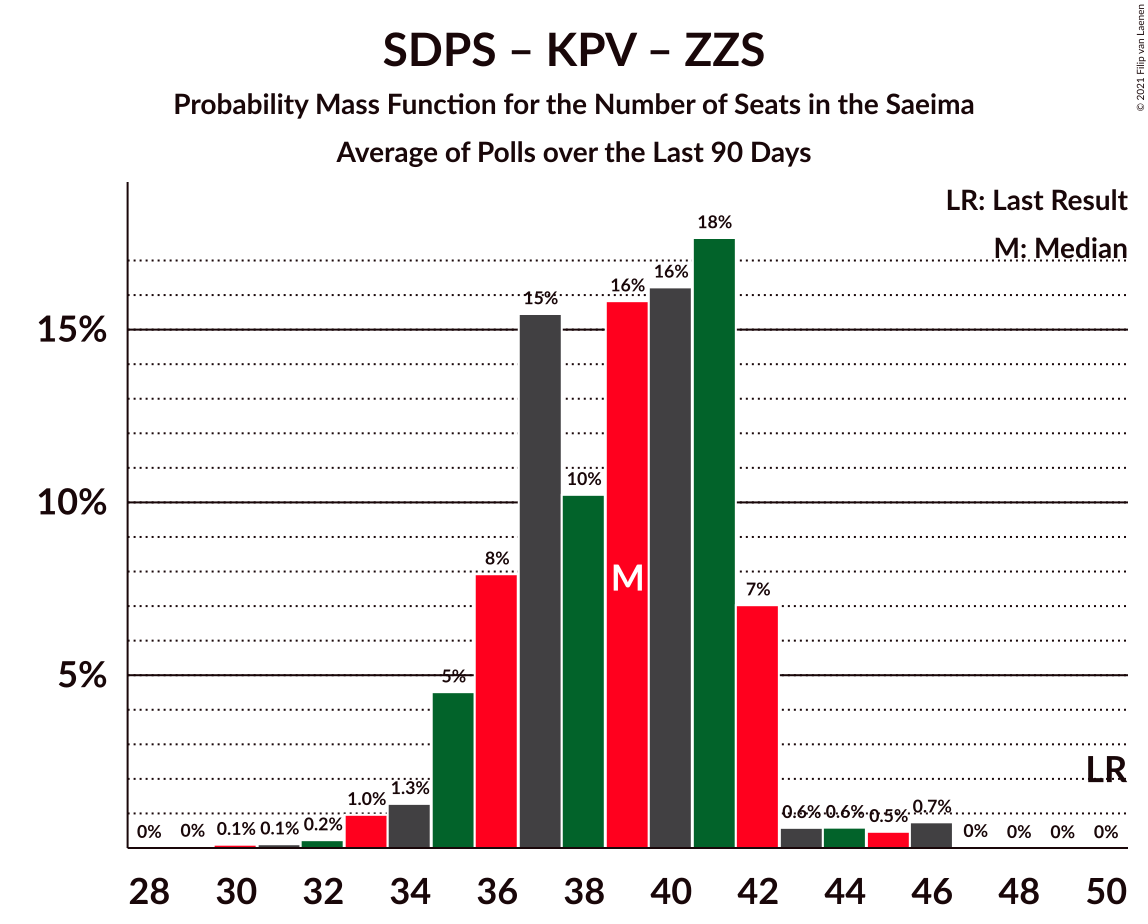 SDPS – KPV – ZZS
Probability Mass Function for the Number of Seats in the Saeima
Average of Polls over the Last 90 Days
© 2021 Filip van Laenen
LR: Last Result
M: Median
15%
10%
5%
0% 0% 0.1% 0.1% 0.2% 1.0% 1.3% 5% 8% 15% 10% 16% 16% 18% 7% 0.6% 0.6% 0.5% 0.7% 0% 0% 0% 0%
M
LR
28 30 32 34 36 38 40 42 44 46 48 50